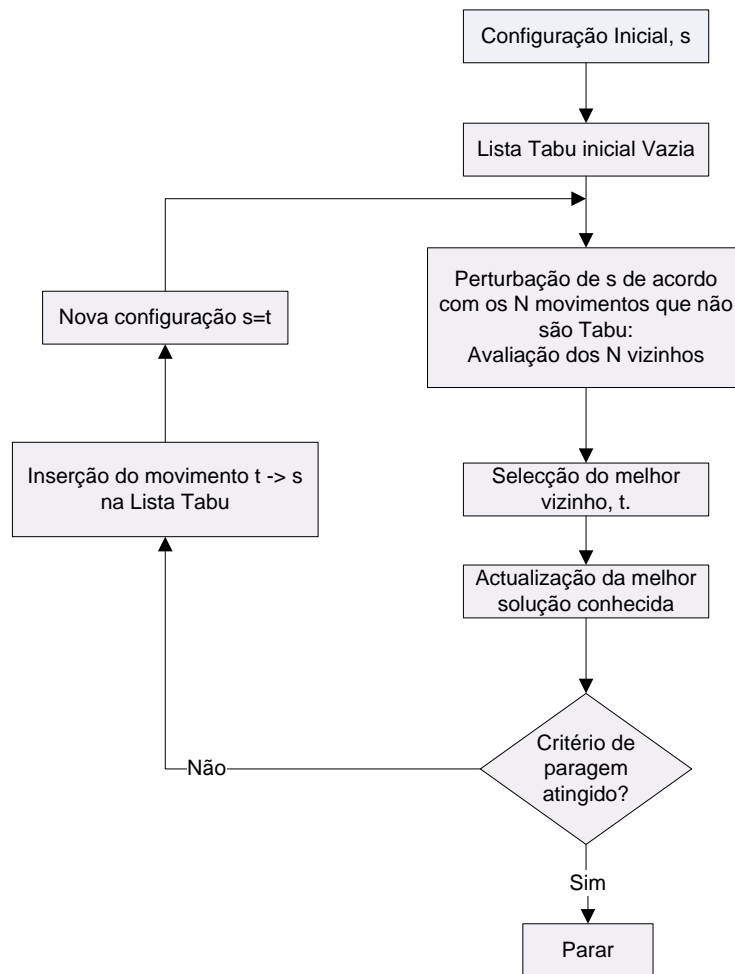 Configuração Inicial, s
Lista Tabu inicial Vazia
Perturbação de s de acordo
com os N movimentos que não
são Tabu:
Avaliação dos N vizinhos
Nova configuração s=t
Inserção do movimento t -> s
na Lista Tabu
Selecção do melhor
vizinho, t.
Actualização da melhor
solução conhecida
Critério de
paragem
atingido?
Não
Sim
Parar